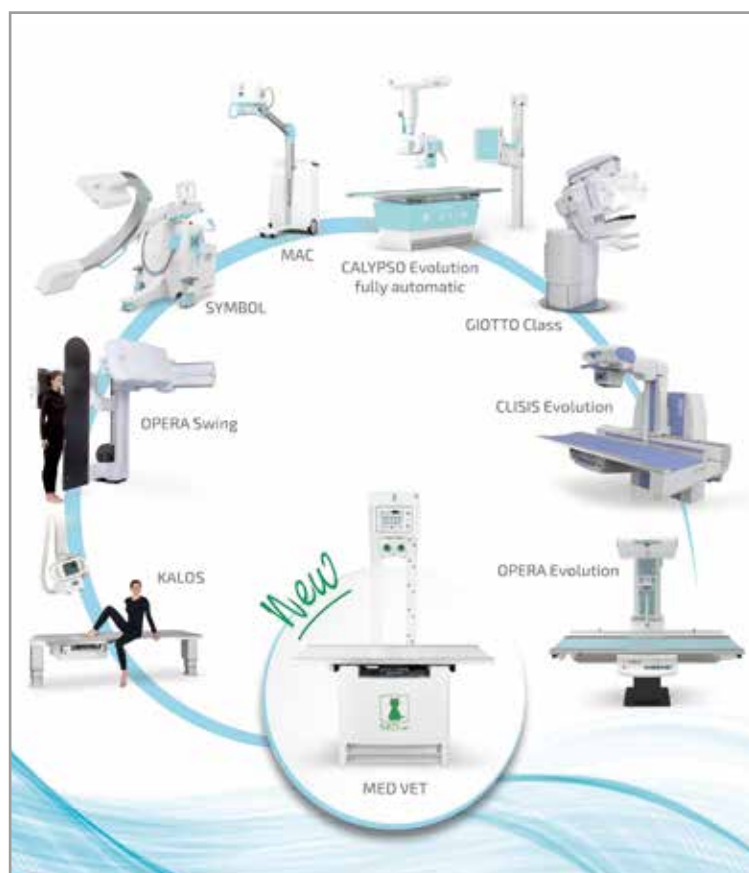 MAC
CALYPSO Evolution
fully automatic
SYMBOL
GIOTTO Class
OPERA Swing
CLISIS Evolution
KALOS
New
OPERA Evolution
MED VET